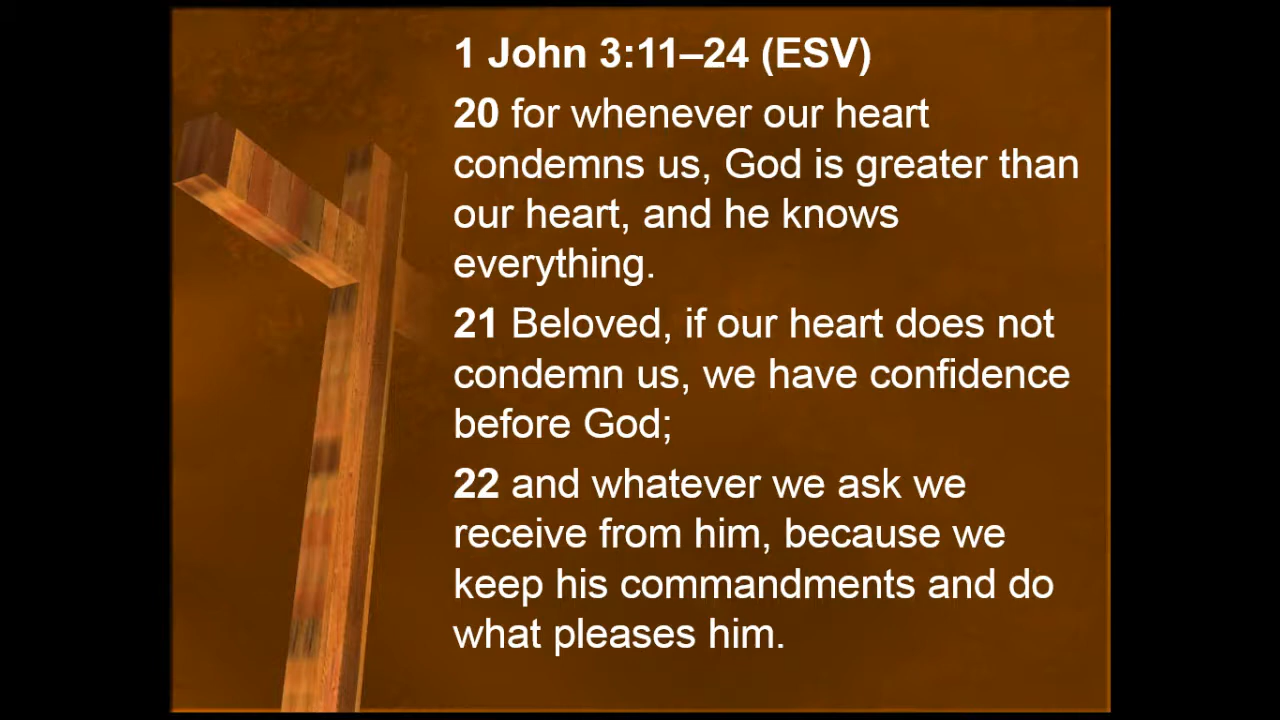 1 John 3:11–24 (ESV)
20 for whenever our heart
condemns us, God is greater than
our heart, and he knows
everything.
21 Beloved, if our heart does not
condemn us, we have confidence
before God;
22 and whatever we ask we
receive from him, because we
keep his commandments and do
what pleases him.